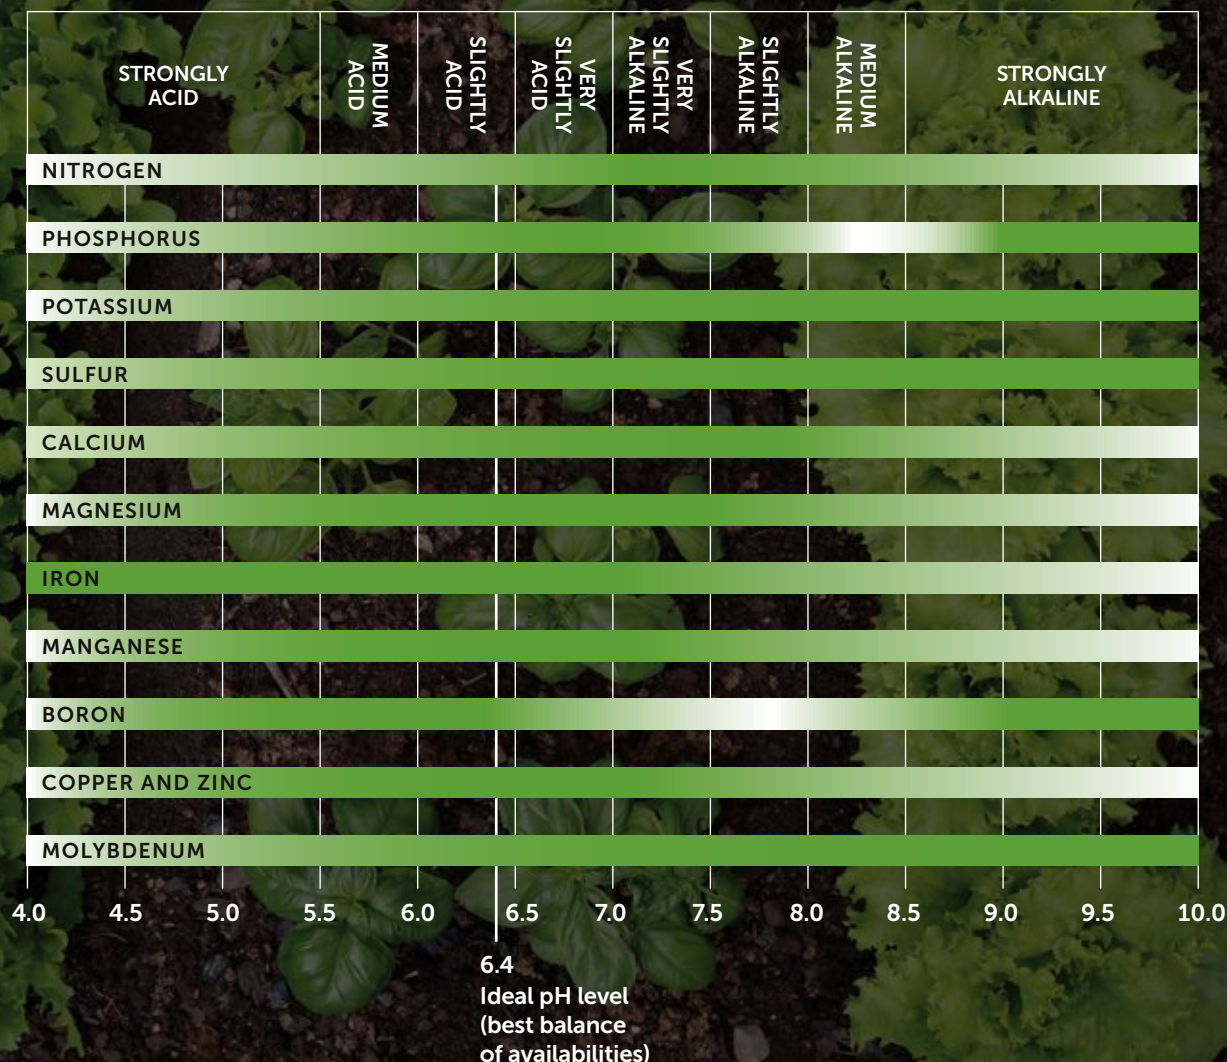 STRONGLY
ACID
MEDIUM
ACID
SLIGHTLY
ACID
VERY
SLIGHTLY
ACID
VERY
SLIGHTLY
ALKALINE
SLIGHTLY
ALKALINE
MEDIUM
ALKALINE
STRONGLY
ALKALINE
NITROGEN
PHOSPHORUS
POTASSIUM
SULFUR
CALCIUM
MAGNESIUM
IRON
MANGANESE
BORON
COPPER AND ZINC
MOLYBDENUM
4.0 4.5 5.0 5.5 6.0 6.5 7.0 7.5 8.0 8.5 9.0 9.5 10.0
6.4
Ideal pH level
(best balance
of availabilities)